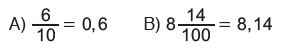 A) 6/10 = 0,6 B) 8 14/100 = 8,14